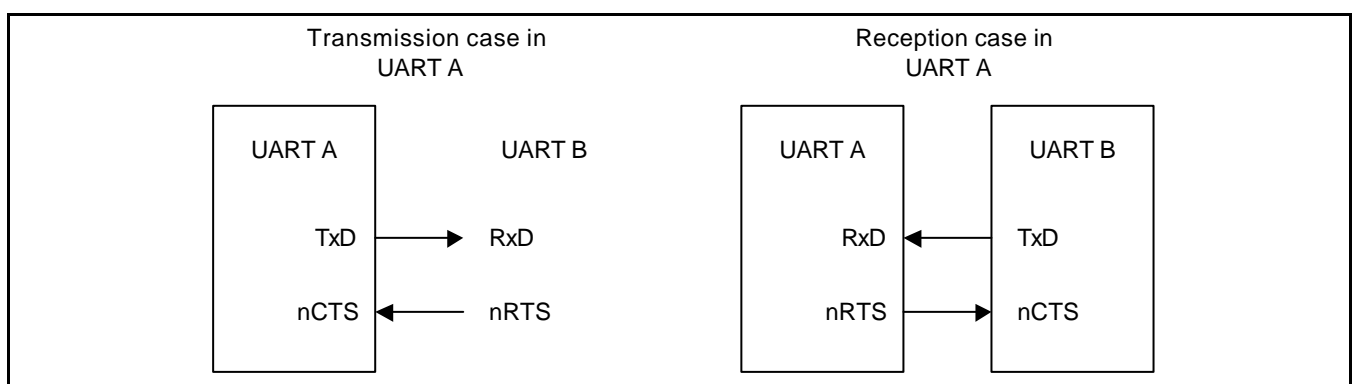 Transmission case in
UART A
Reception case in
UART A
UART A
UART B
TxD
RxD
nCTS
nRTS
UART A
UART B
RxD
TxD
nRTS
nCTS